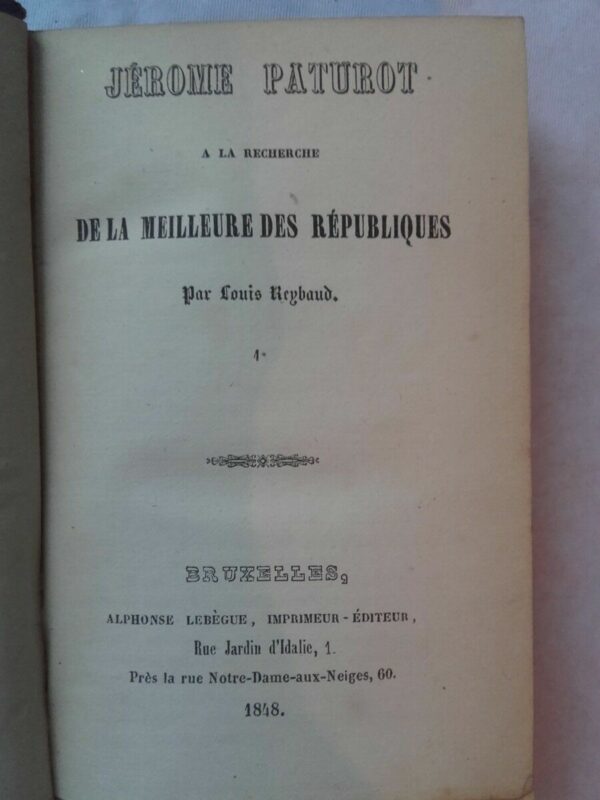 JÉROME PATUROT
A LA RECHERCHE
DE LA MEILLEURE DES RÉPUBLIQUES
Par Louis Reybaud.
1.
BRUXELLES,
ALPHONSE LEBÈGUE, IMPRIMEUR-ÉDITEUR,
Rue Jardin d'Idalie, 1.
Près la rue Notre-Dame-aux-Neiges, 60.
1848.